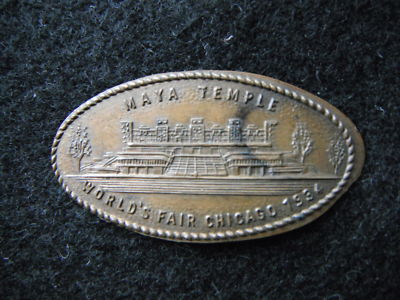 MAYA TEMPLE
WORLD'S FAIR CHICAGO 1934